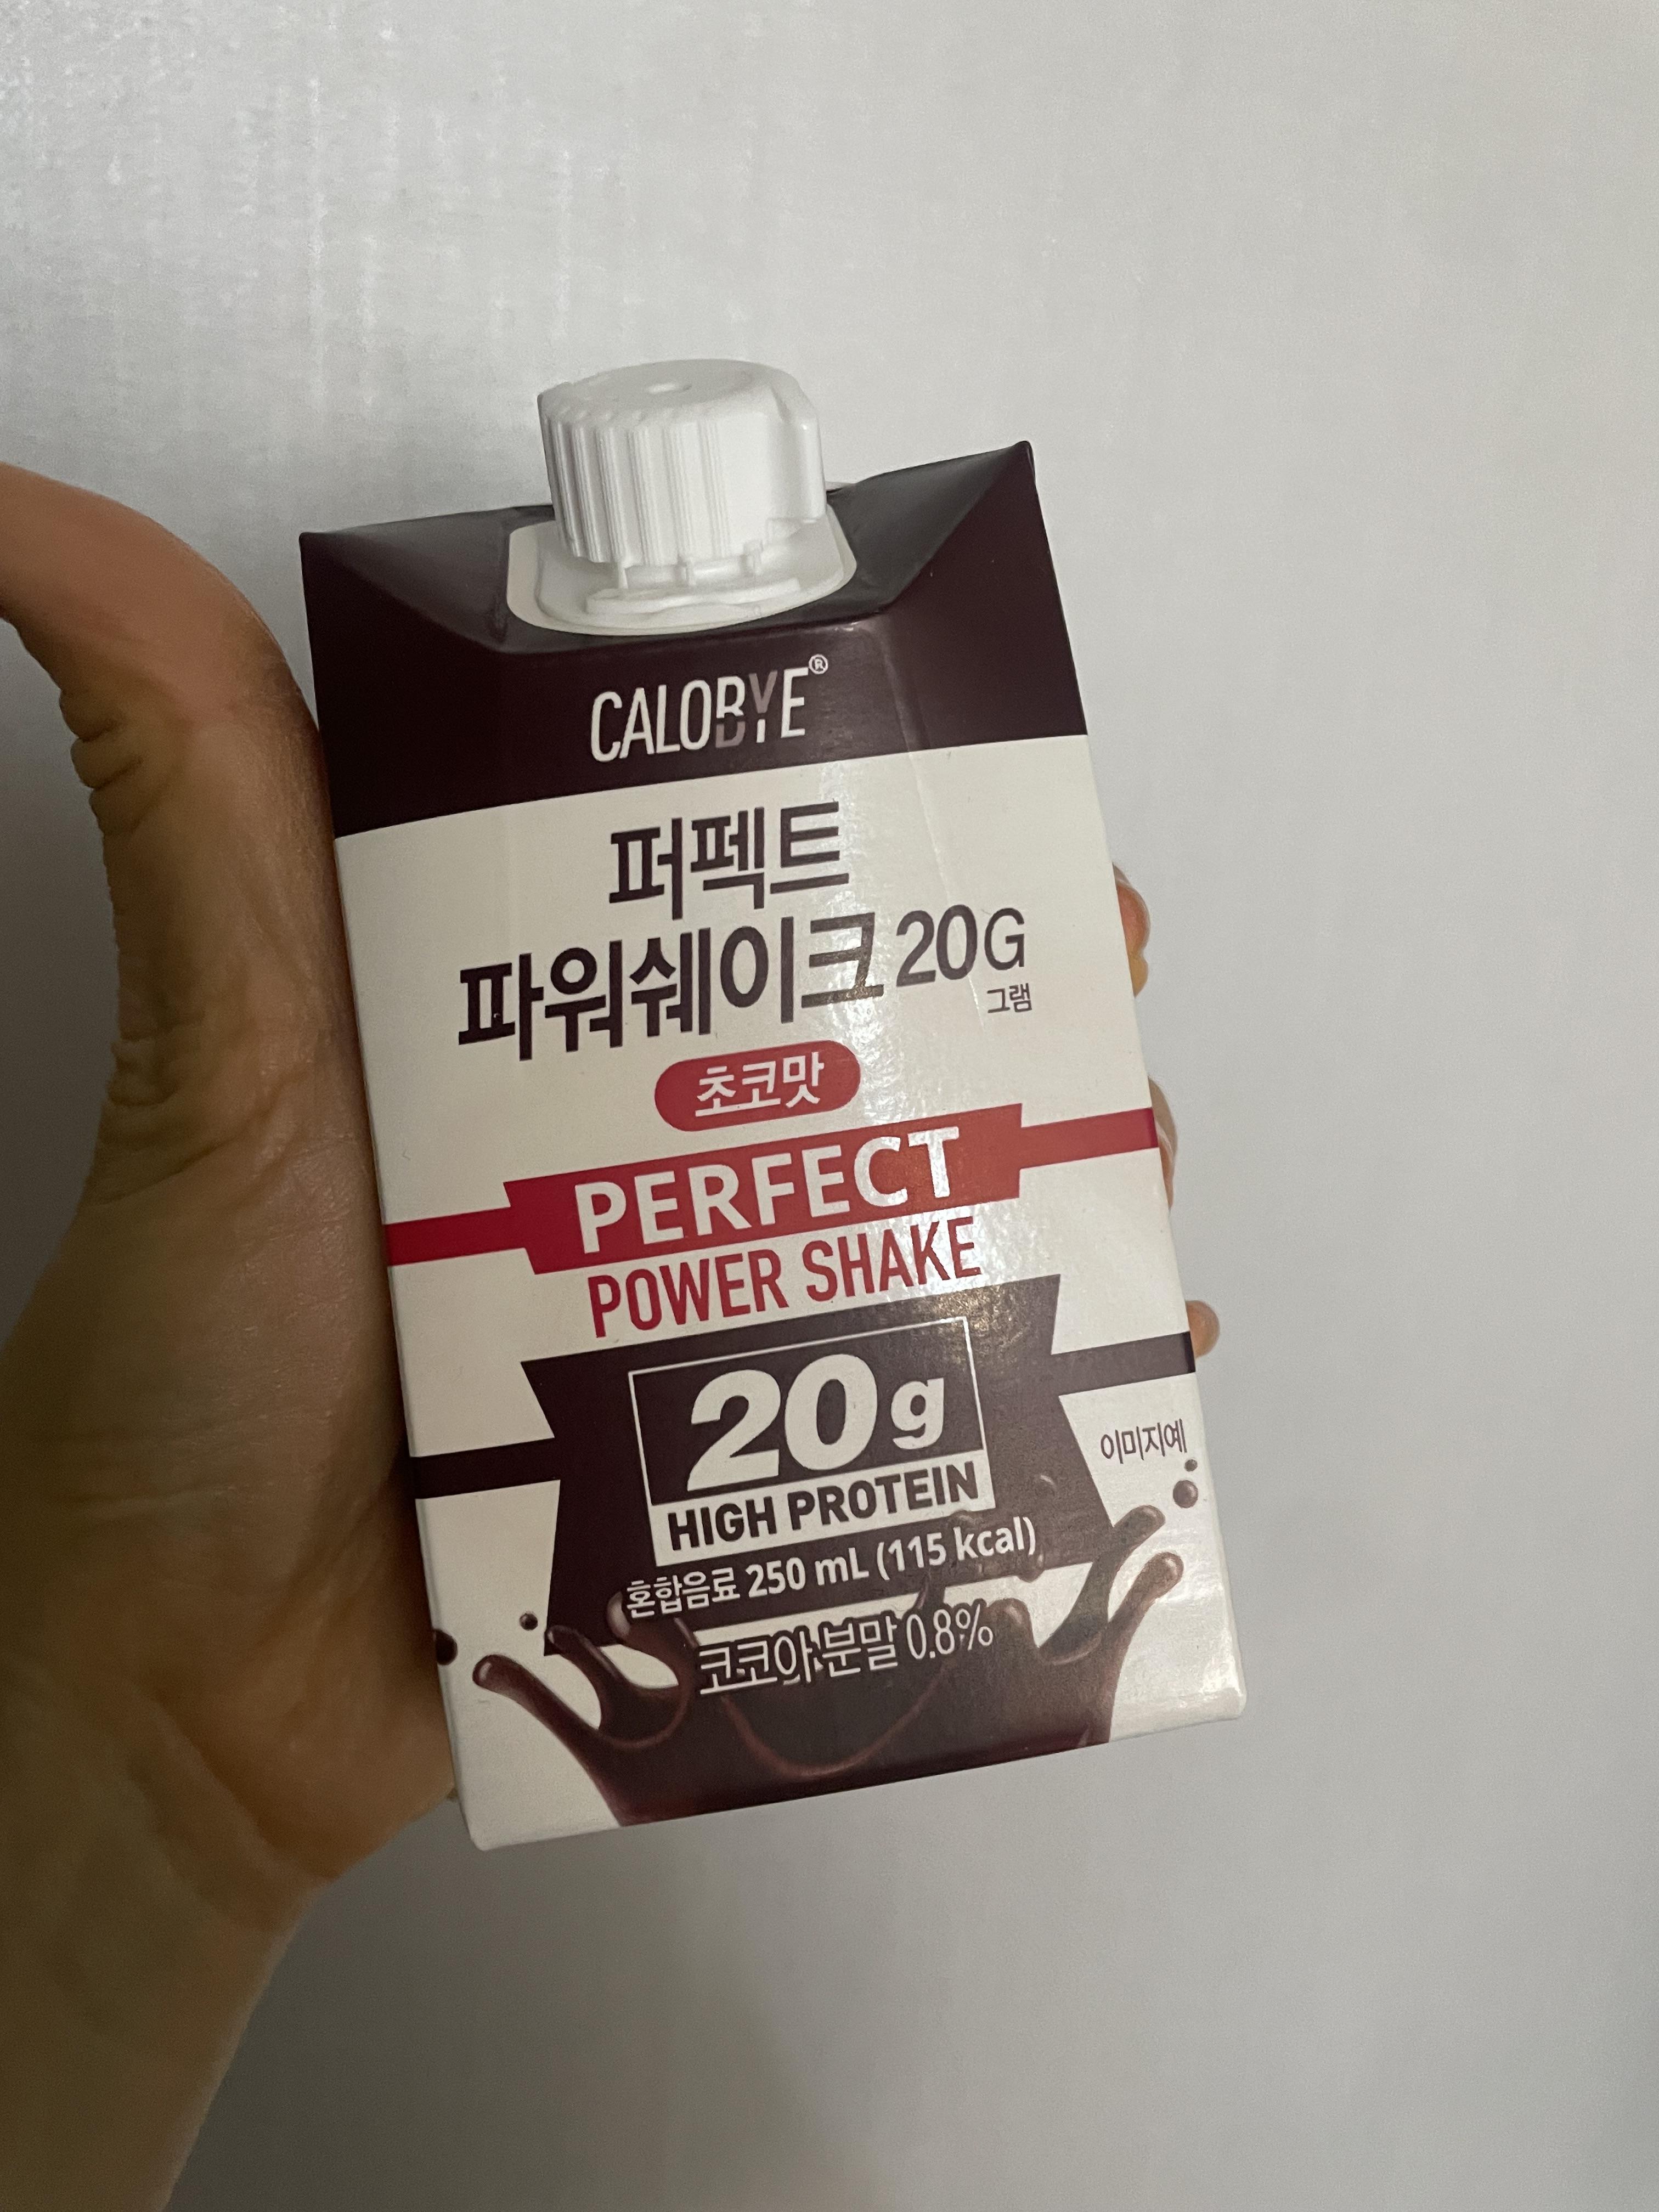 CALOBYE®
퍼펙트
파워쉐이크 20G
그램
초코맛
PERFECT
POWER SHAKE
20g
HIGH PROTEIN
이미지예
혼합음료 250 mL (115 kcal)
코코아분말 0.8%